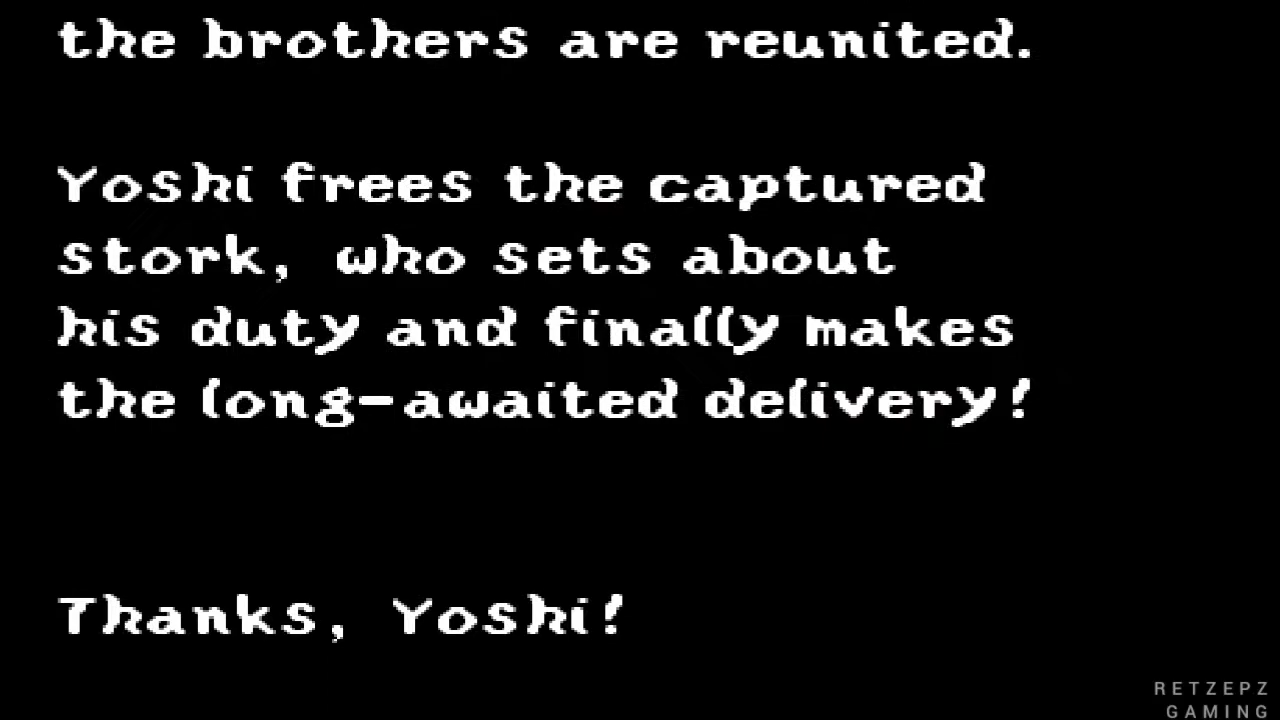 the brothers are reunited.
Yoshi frees the captured
stork, who sets about
his duty and finally makes
the long-awaited delivery!
Thanks, Yoshi!
RETZEPZ
GAMING